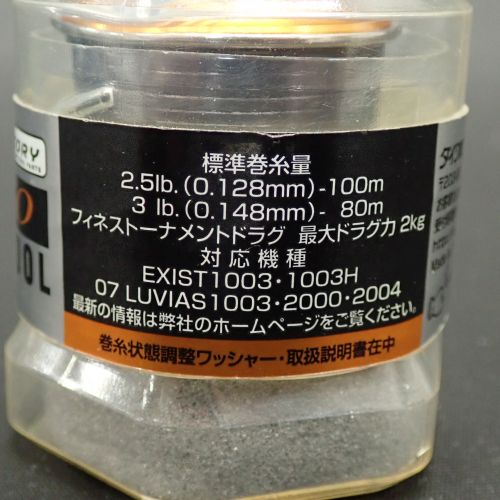 標準巻糸量
2.5lb.(0.128mm)-100m
3 lb.(0.148mm)- 80m
フィネストーナメントドラグ 最大ドラグ力2kg
対応機種
EXIST1003・1003H
07 LUVIAS1003・2000・2004
最新の情報は弊社のホームページをご覧ください。
巻糸状態調整ワッシャー・取扱説明書在中